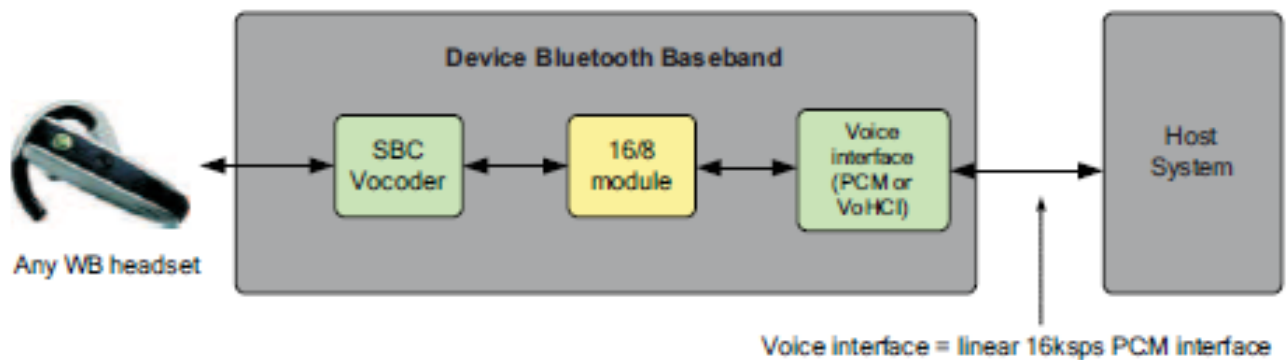 Device Bluetooth Baseband
SBC
Vocoder
16/8
module
Voice
interface
(PCM or
VoHCI)
Host
System
Any WB headset
Voice interface = linear 16ksps PCM interface